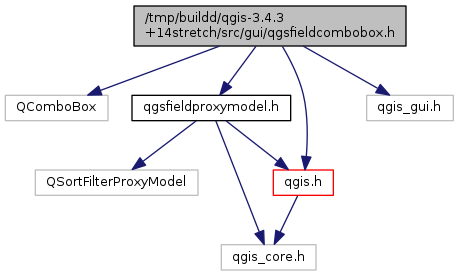 /tmp/buildd/qgis-3.4.3
+14stretch/src/gui/qgsfieldcombobox.h
QComboBox
qgsfieldproxymodel.h
qgis_gui.h
QSortFilterProxyModel
qgis.h
qgis_core.h